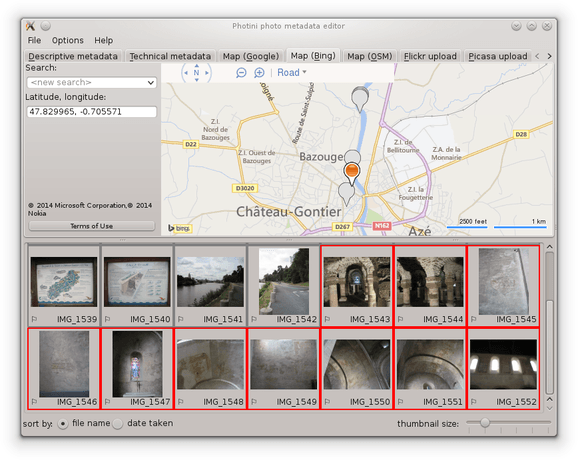 Photini photo metadata editor
File Options Help
Descriptive metadata Technical metadata Map (Google) Map (Bing) Map (OSM) Flickr upload Picasa upload
Search:
<new search>
Latitude, longitude:
47.829965, -0.705571
© 2014 Microsoft Corporation,® 2014
Nokia
Terms of Use
N
Road
Route de Saint-Sulpice
Z.I.
Nord de
Bazouges
D22
Z.I. Ouest de
Bazouges
Bazouge
D3020
Château-Gontier
D267
N162
Azé
Z.I. de
Bellitourne
Z.A. de la
Monnairie
D28
Z.I. la
Fougetterie
bing
2500 feet 1 km
IMG_1539 IMG_1540 IMG_1541 IMG_1542 IMG_1543 IMG_1544 IMG_1545
IMG_1546 IMG_1547 IMG_1548 IMG_1549 IMG_1550 IMG_1551 IMG_1552
sort by: file name date taken thumbnail size: